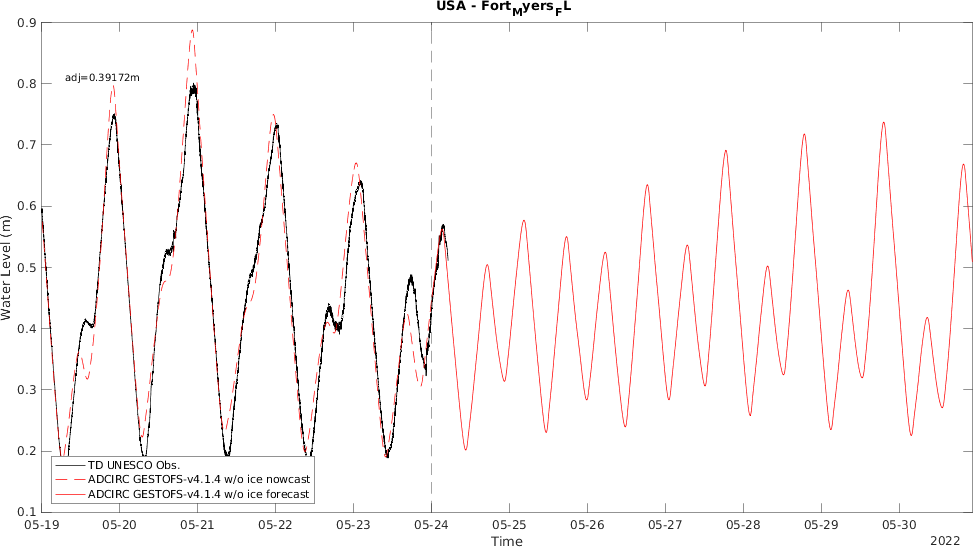 USA - FortMyersFL
0.9
0.8
0.7
0.6
0.5
0.4
0.3
0.2
0.1
Water Level (m)
adj=0.39172m
TD UNESCO Obs.
ADCIRC GESTOFS-v4.1.4 w/o ice nowcast
ADCIRC GESTOFS-v4.1.4 w/o ice forecast
05-19 05-20 05-21 05-22 05-23 05-24 05-25 05-26 05-27 05-28 05-29 05-30
Time
2022